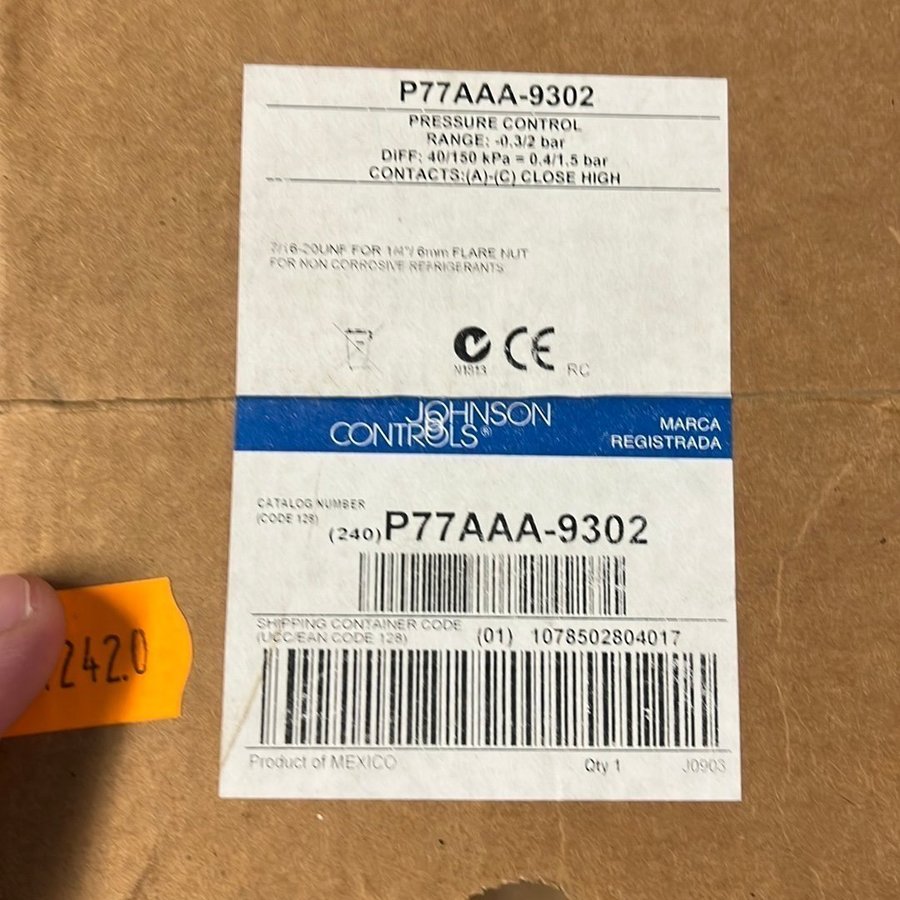 P77AAA-9302
PRESSURE CONTROL
RANGE: -0,3/2 bar
DIFF: 40/150 kPa = 0.4/1,5 bar
CONTACTS:(A)-(C) CLOSE HIGH
7/16-20UNF FOR 1/4"/ 6mm FLARE NUT
FOR NON CORROSIVE REFRIGERANTS
N1813
CE
RC
JOHNSON
CONTROLS®
MARCA
REGISTRADA
CATALOG NUMBER
(CODE 128)
(240)P77AAA-9302
SHIPPING CONTAINER CODE
(UCC/EAN CODE 128)
(01) 1078502804017
Product of MEXICO
Qty 1
J0903
.242.0